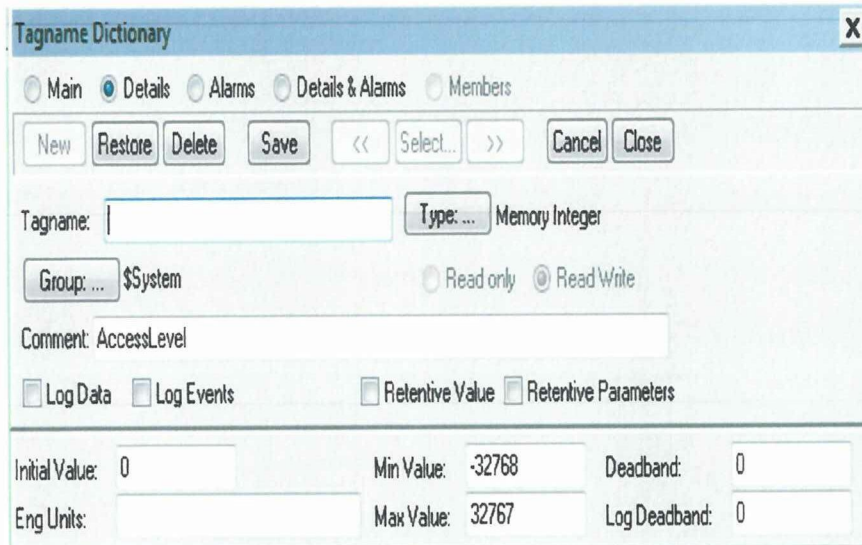 Tagname Dictionary X
Main Details Alarms Details & Alarms Members
New Restore Delete Save << Select... >> Cancel Close
Tagname: Type: ... Memory Integer
Group: ... $System Read only Read Write
Comment: AccessLevel
Log Data Log Events Retentive Value Retentive Parameters
Initial Value: 0 Min Value: -32768 Deadband: 0
Eng Units: Max Value: 32767 Log Deadband: 0